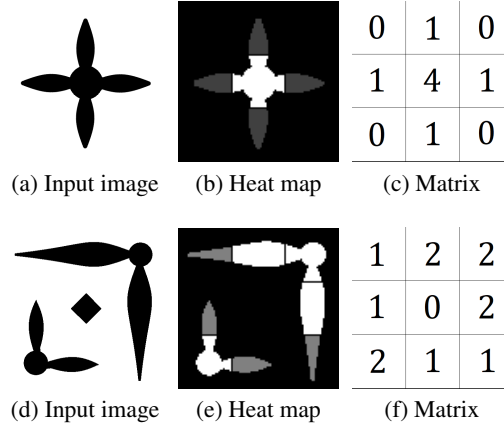 0 1 0
1 4 1
0 1 0
(a) Input image (b) Heat map (c) Matrix
1 2 2
1 0 2
2 1 1
(d) Input image (e) Heat map (f) Matrix